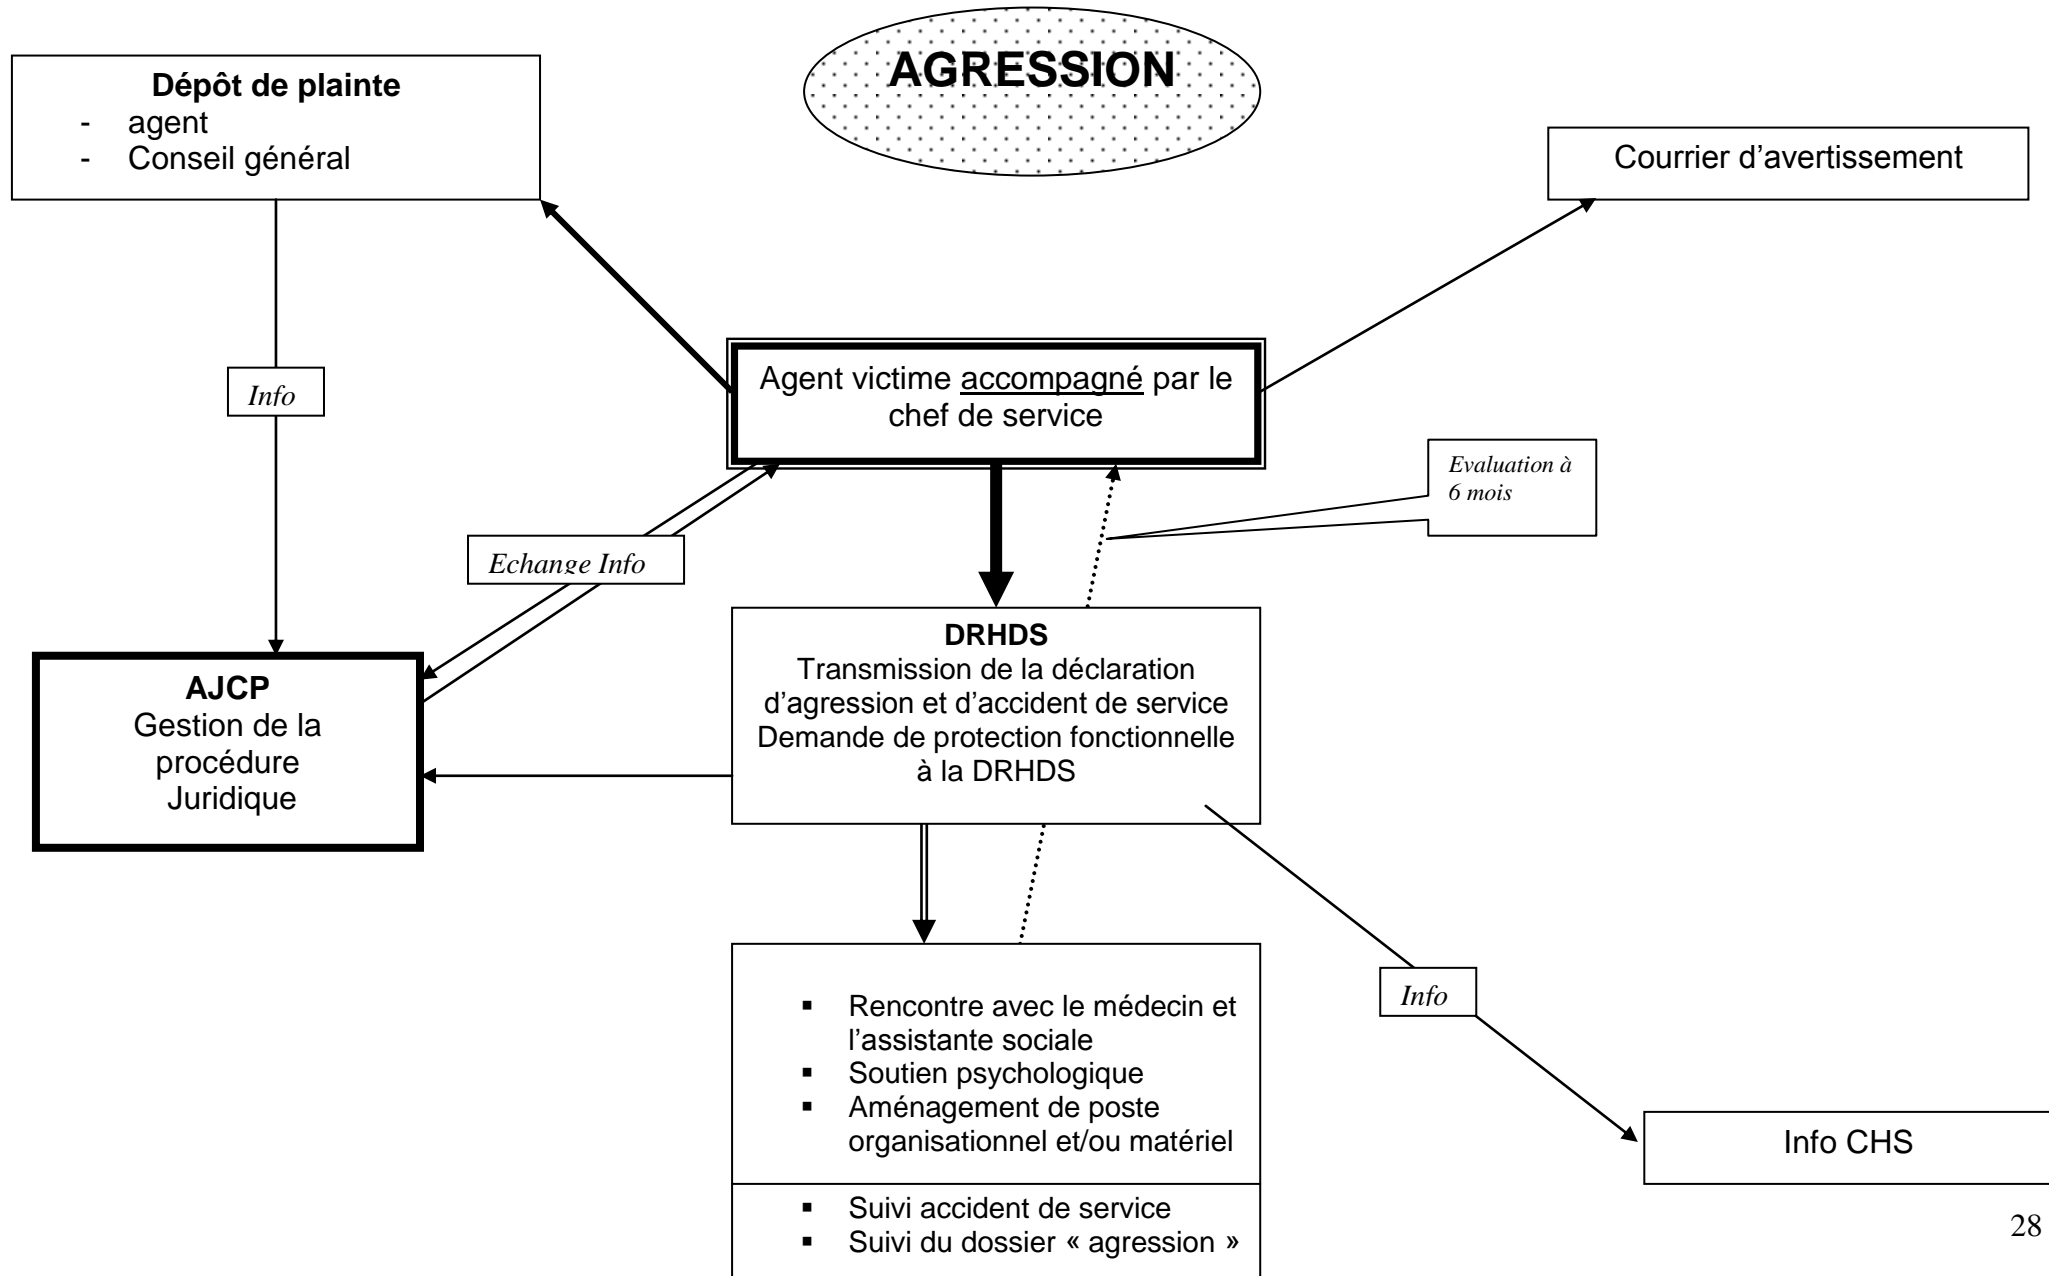 AGRESSION
Dépôt de plainte
- agent
- Conseil général
Courrier d’avertissement
Info
Agent victime accompagné par le
chef de service
Evaluation à
6 mois
Echange Info
AJCP
Gestion de la
procédure
Juridique
DRHDS
Transmission de la déclaration
d’agression et d’accident de service
Demande de protection fonctionnelle
à la DRHDS
▪ Rencontre avec le médecin et
l’assistante sociale
▪ Soutien psychologique
▪ Aménagement de poste
organisationnel et/ou matériel
Info
Info CHS
▪ Suivi accident de service
▪ Suivi du dossier « agression »
28